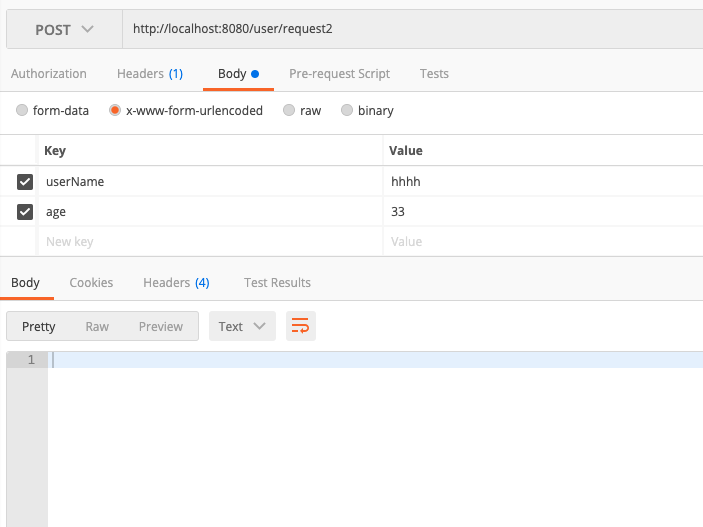 POST http://localhost:8080/user/request2
Authorization Headers (1) Body Pre-request Script Tests
form-data x-www-form-urlencoded raw binary
Key Value
userName hhhh
age 33
New key Value
Body Cookies Headers (4) Test Results
Pretty Raw Preview Text
1